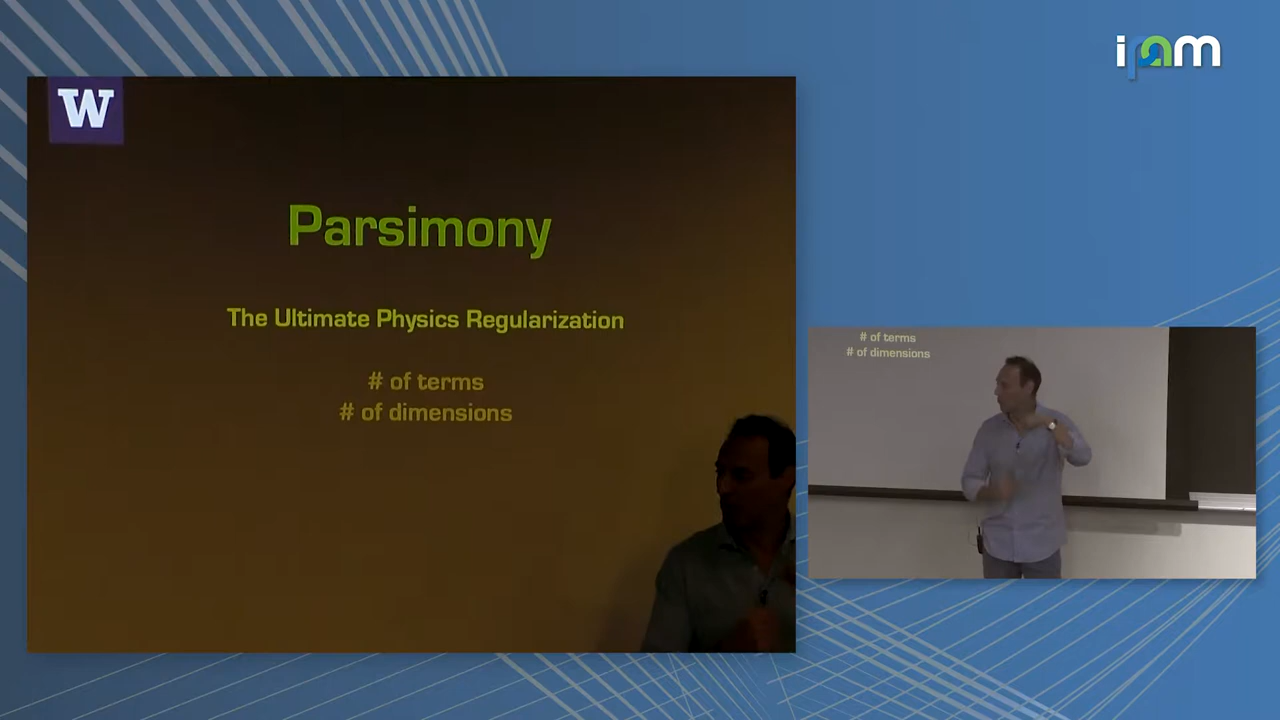 W
Parsimony
The Ultimate Physics Regularization
# of terms
# of dimensions
ipam
# of terms
# of dimensions